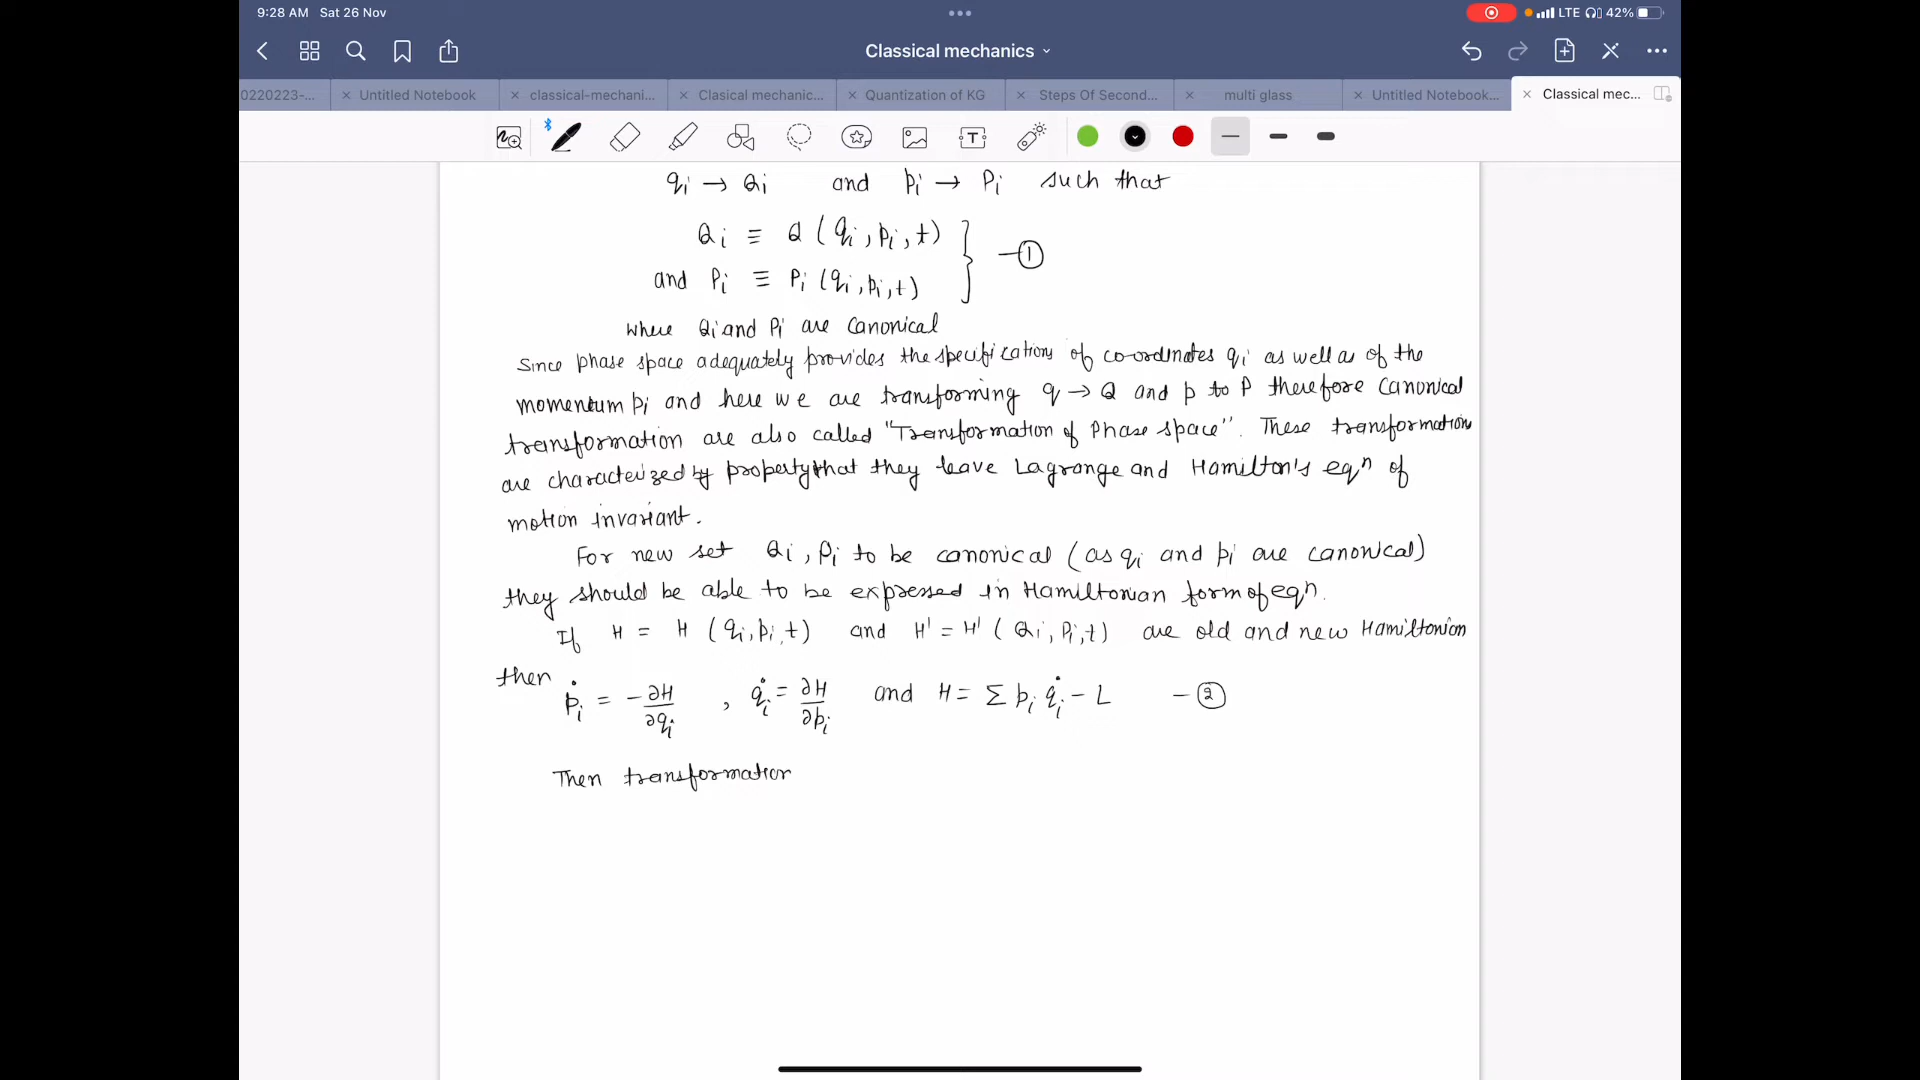 9:28 AM Sat 26 Nov
LTE 42%
Classical mechanics
0220223-...
Untitled Notebook
classical-mechani...
Clasical mechanic...
Quantization of KG
Steps Of Second...
multi glass
Untitled Notebook...
Classical mec...
qi → Qi and pi → Pi such that
Qi ≡ Q (qi, pi, t)
and Pi ≡ Pi (qi, pi, t) } —①
where Qi and Pi are canonical
Since phase space adequately provides the specifications of co-ordinates qi as well as of the
momentum pi and here we are transforming q → Q and p to P therefore canonical
transformation are also called "Transformation of Phase space". These transformations
are characterized by property that they leave Lagrange and Hamilton's eqⁿ of
motion invariant.
For new set Qi, Pi to be canonical (as qi and pi are canonical)
they should be able to be expressed in Hamiltonian form of eqⁿ.
If H = H (qi, pi, t) and H' = H' (Qi, Pi, t) are old and new Hamiltonian
then ṗi = -∂H/∂qi , q̇i = ∂H/∂pi and H = Σ pi q̇i - L —②
Then transformation